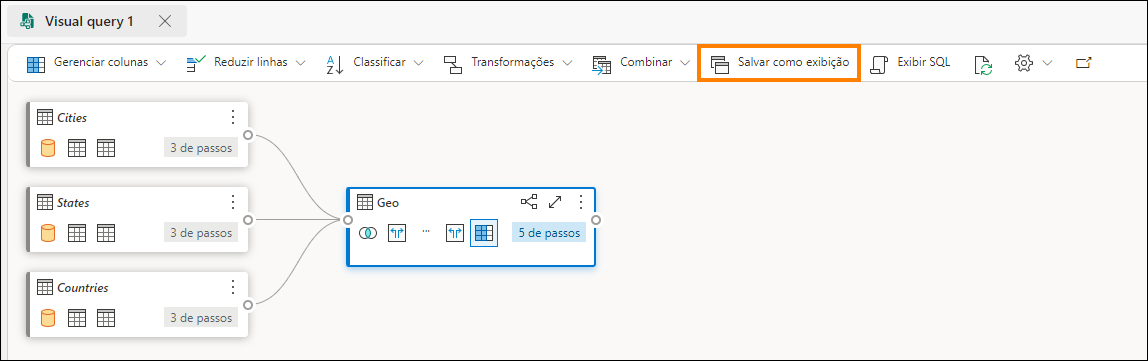 Visual query 1
Gerenciar colunas Reduzir linhas Classificar Transformações Combinar Salvar como exibição Exibir SQL
Cities
3 de passos
States
3 de passos
Geo
5 de passos
Countries
3 de passos